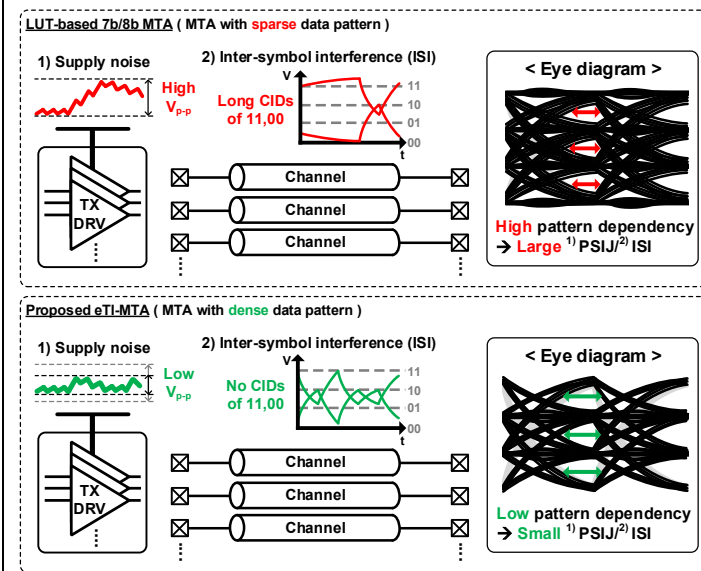 LUT-based 7b/8b MTA ( MTA with sparse data pattern )
1) Supply noise
High
Vp-p
TX
DRV
2) Inter-symbol interference (ISI)
V
Long CIDs
of 11,00
11
10
01
00
t
Channel
Channel
Channel
< Eye diagram >
High pattern dependency
→ Large 1) PSIJ/2) ISI
Proposed eTI-MTA ( MTA with dense data pattern )
1) Supply noise
Low
Vp-p
TX
DRV
2) Inter-symbol interference (ISI)
V
No CIDs
of 11,00
11
10
01
00
t
Channel
Channel
Channel
< Eye diagram >
Low pattern dependency
→ Small 1) PSIJ/2) ISI